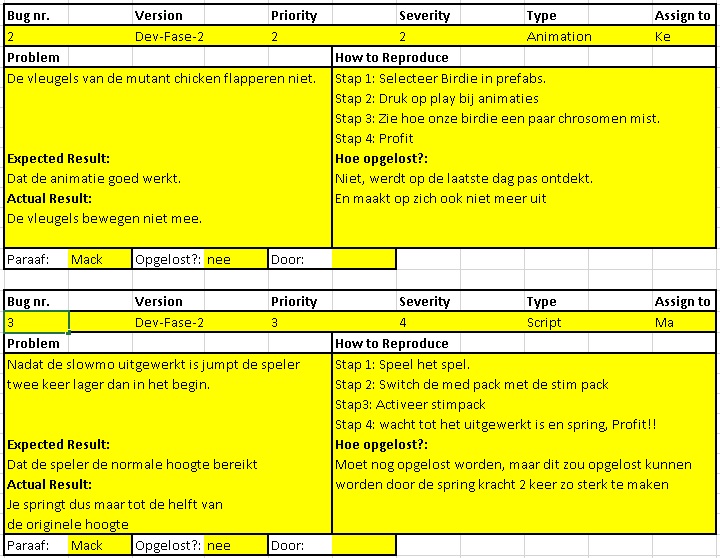 Bug nr. Version Priority Severity Type Assign to
2 Dev-Fase-2 2 2 Animation Ke
Problem How to Reproduce
De vleugels van de mutant chicken flapperen niet. Stap 1: Selecteer Birdie in prefabs.
Stap 2: Druk op play bij animaties
Stap 3: Zie hoe onze birdie een paar chrosomen mist.
Stap 4: Profit
Expected Result: Hoe opgelost?:
Dat de animatie goed werkt. Niet, werdt op de laatste dag pas ontdekt.
Actual Result: En maakt op zich ook niet meer uit
De vleugels bewegen niet mee.
Paraaf: Mack Opgelost?: nee Door:
Bug nr. Version Priority Severity Type Assign to
3 Dev-Fase-2 3 4 Script Ma
Problem How to Reproduce
Nadat de slowmo uitgewerkt is jumpt de speler Stap 1: Speel het spel.
twee keer lager dan in het begin. Stap 2: Switch de med pack met de stim pack
Stap3: Activeer stimpack
Stap 4: wacht tot het uitgewerkt is en spring, Profit!!
Expected Result: Hoe opgelost?:
Dat de speler de normale hoogte bereikt Moet nog opgelost worden, maar dit zou opgelost kunnen
Actual Result: worden door de spring kracht 2 keer zo sterk te maken
Je springt dus maar tot de helft van
de originele hoogte
Paraaf: Mack Opgelost?: nee Door: